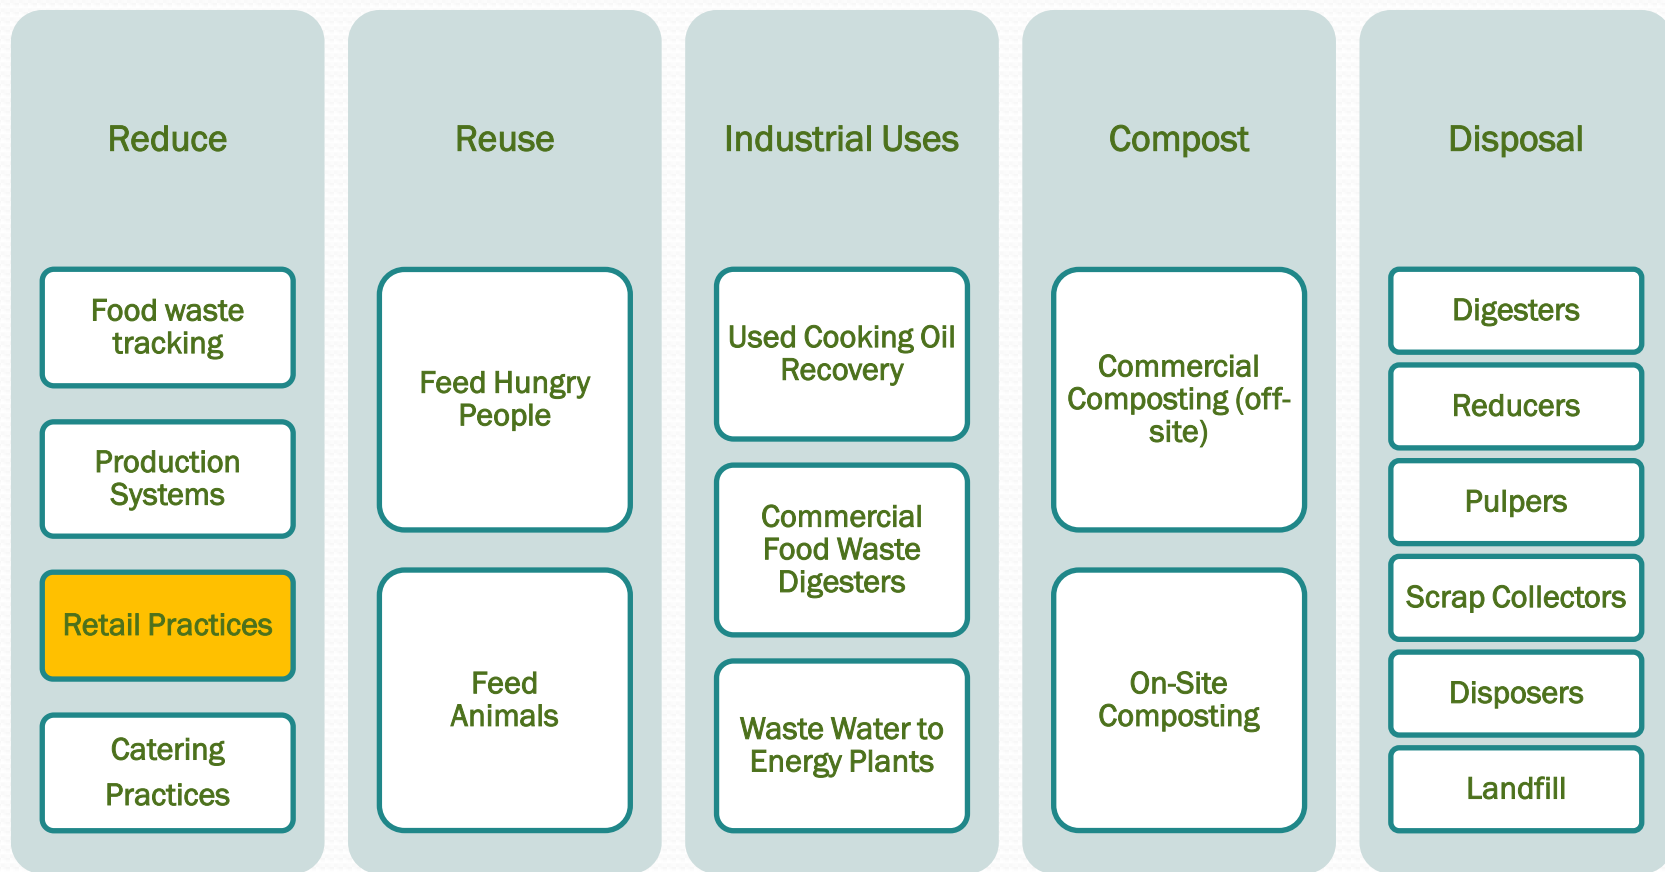 Reduce
Food waste
tracking
Production
Systems
Retail Practices
Catering
Practices
Reuse
Feed Hungry
People
Feed
Animals
Industrial Uses
Used Cooking Oil
Recovery
Commercial
Food Waste
Digesters
Waste Water to
Energy Plants
Compost
Commercial
Composting (off-
site)
On-Site
Composting
Disposal
Digesters
Reducers
Pulpers
Scrap Collectors
Disposers
Landfill